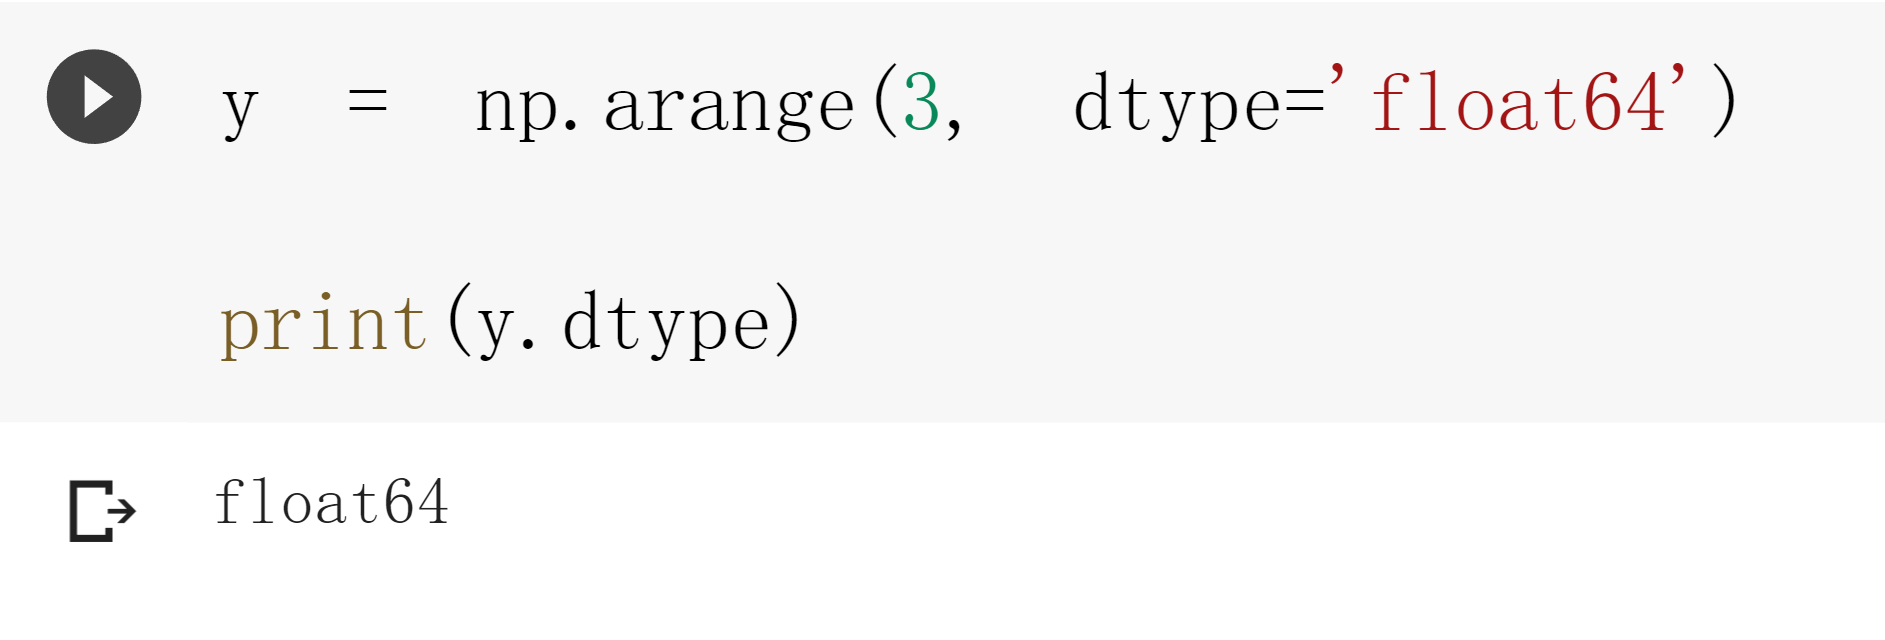 y = np.arange(3, dtype='float64')
print(y.dtype)
float64